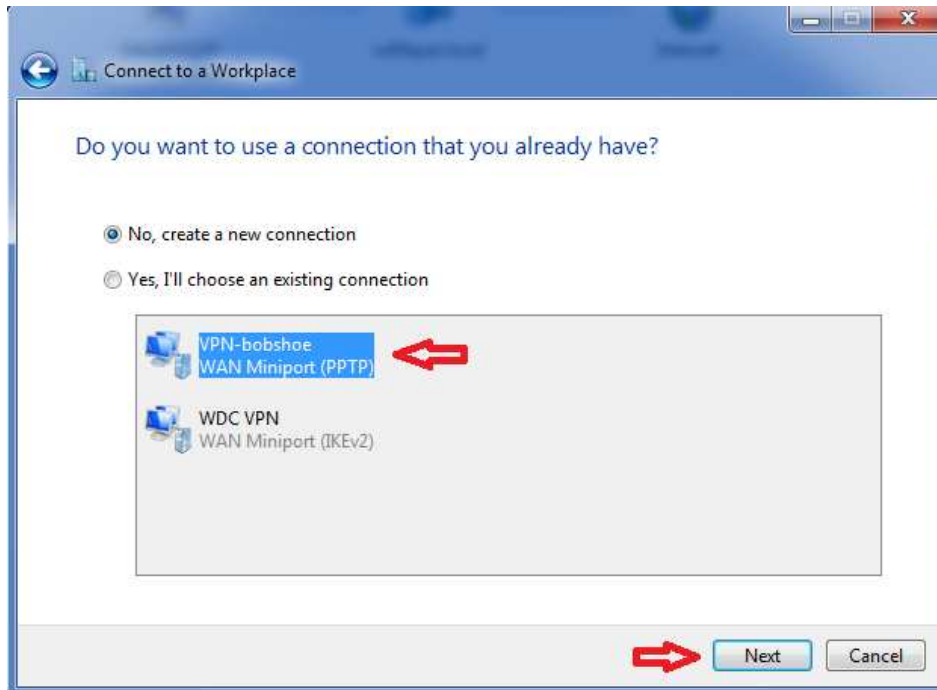 Connect to a Workplace
Do you want to use a connection that you already have?
No, create a new connection
Yes, I'll choose an existing connection
VPN-bobshoe
WAN Miniport (PPTP)
WDC VPN
WAN Miniport (IKEv2)
Next Cancel